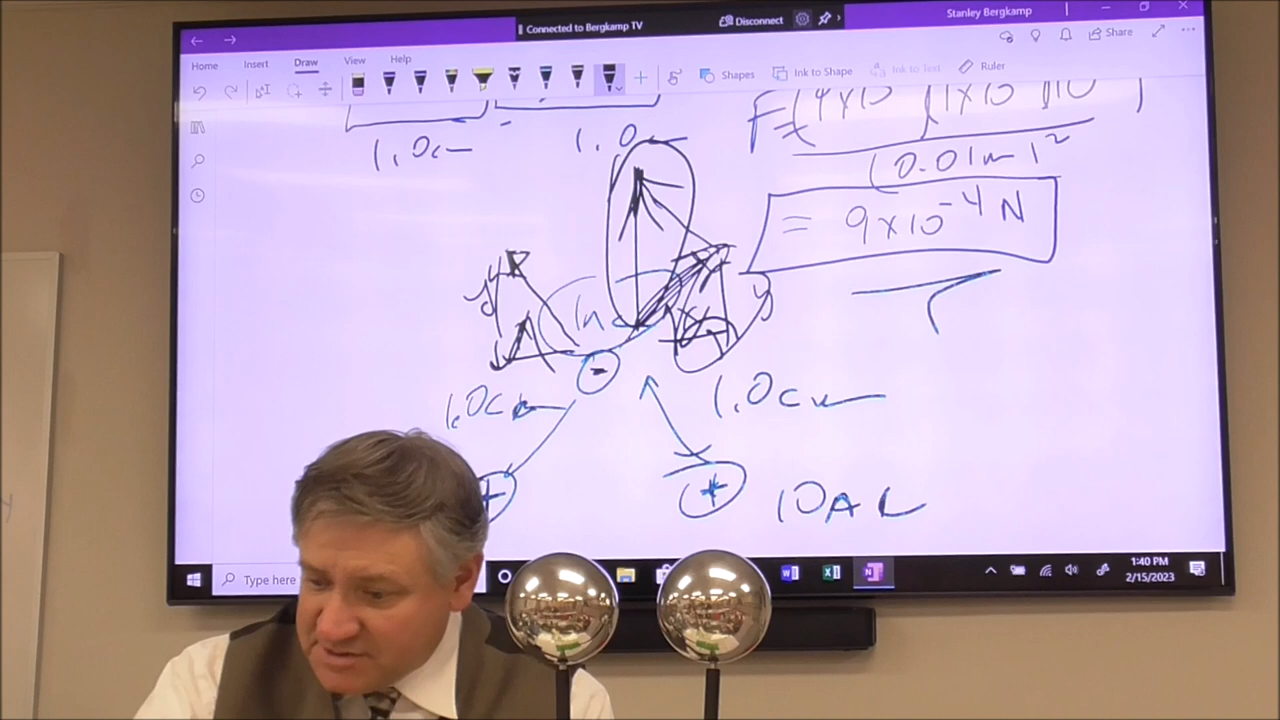 Connected to Bergkamp TV
Disconnect
Stanley Bergkamp
Home Insert Draw View Help
Share
Shapes Ink to Shape Ink to Text Ruler
1.0cm
1.0
(0.01m)²
= 9x10⁻⁴ N
-
1.0cm
1.0cm
+
+
10
Type here
1:40 PM
2/15/2023